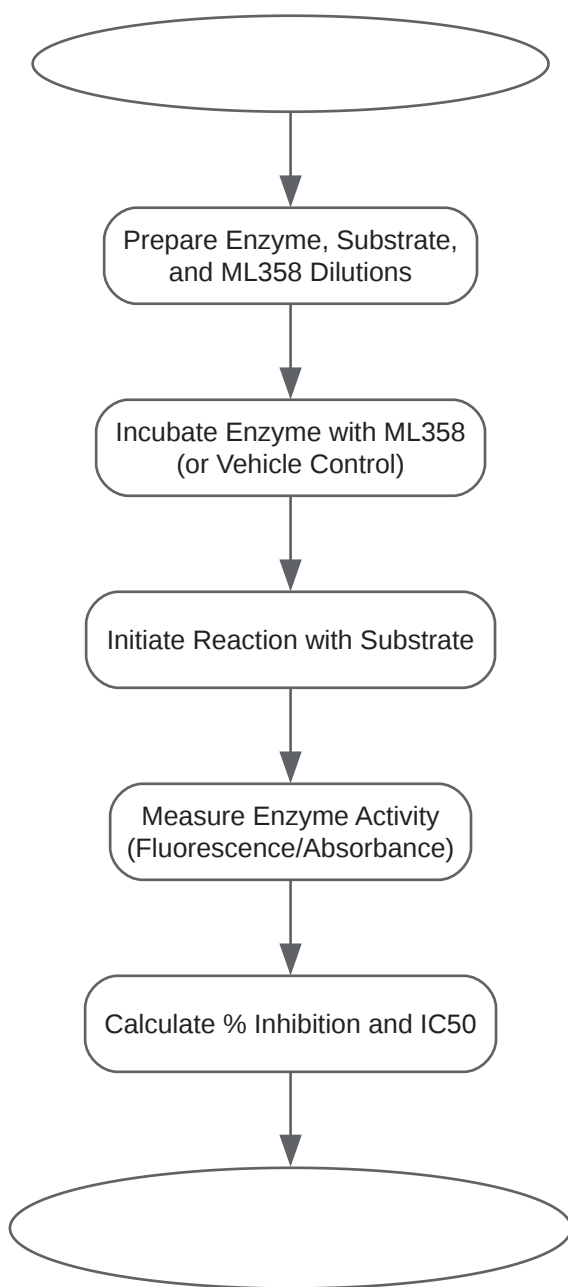 Prepare Enzyme, Substrate,
and ML358 Dilutions
Incubate Enzyme with ML358
(or Vehicle Control)
Initiate Reaction with Substrate
Measure Enzyme Activity
(Fluorescence/Absorbance)
Calculate % Inhibition and IC50